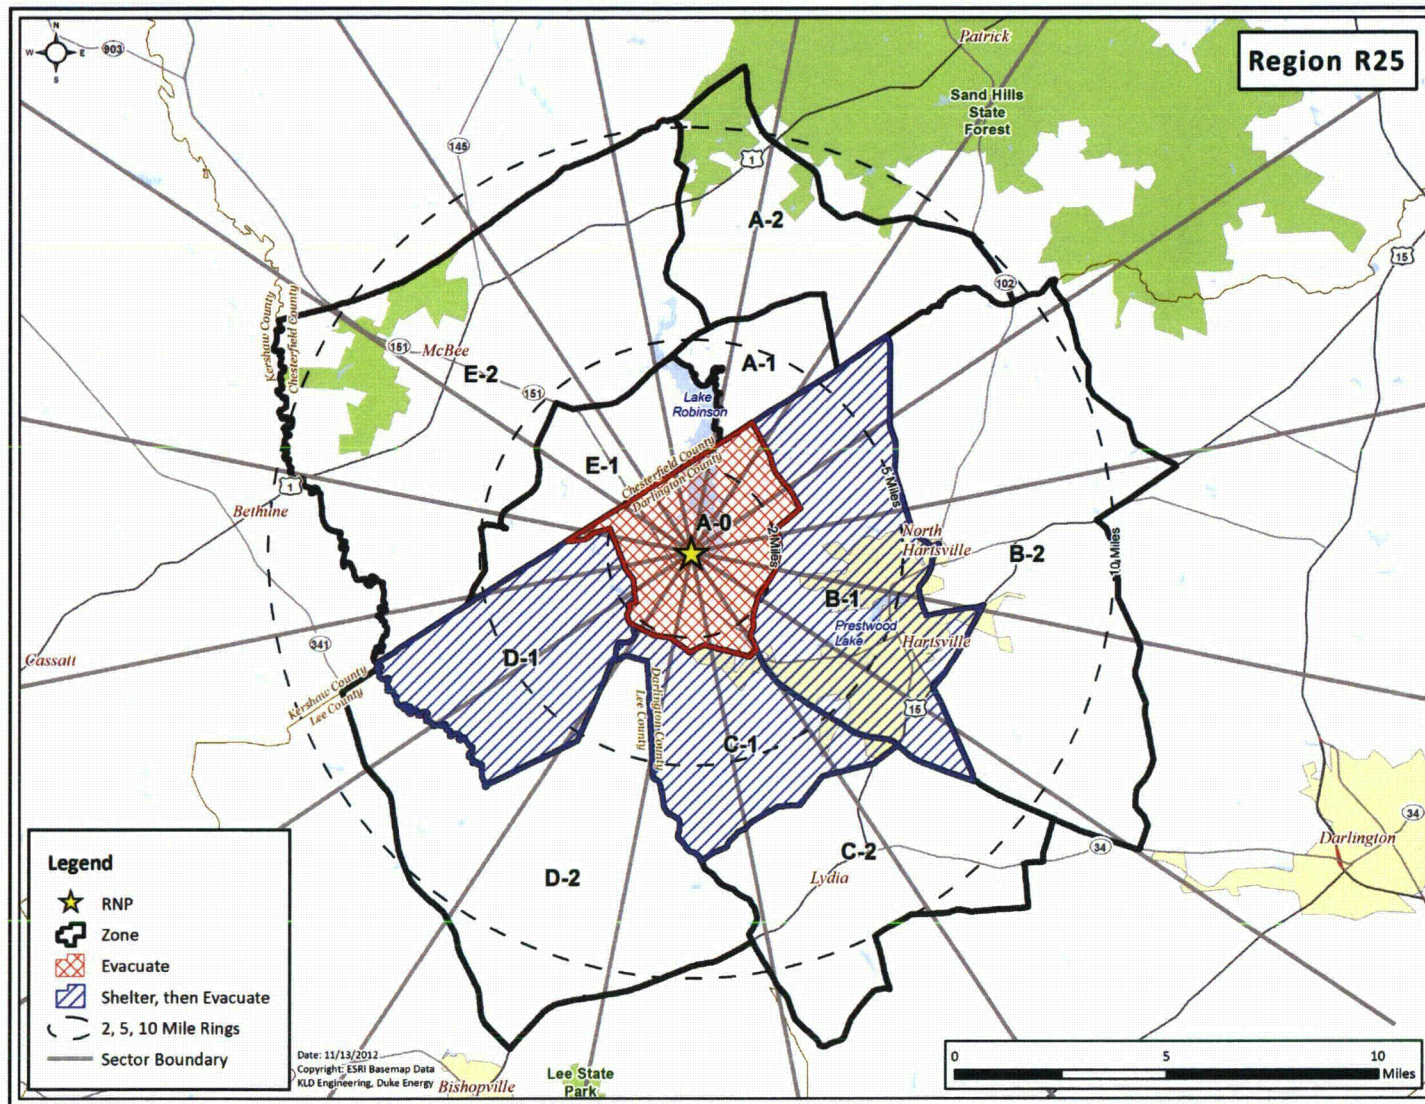 N
W E
S
903
Patrick
Region R25
Sand Hills
State
Forest
145
1
A-2
15
102
Kershaw County
Chesterfield County
151
McBee
E-2
151
A-1
Lake
Robinson
E-1
Chesterfield County
Darlington County
5 Miles
1
Bethune
A-0
2 Miles
North
Hartsville
B-2
10 Miles
B-1
Prestwood
Lake
Hartsville
341
Cassatt
D-1
Kershaw County
Lee County
Darlington County
Lee County
15
C-1
34
Darlington
34
C-2
Lydia
D-2
Legend
RNP
Zone
Evacuate
Shelter, then Evacuate
2, 5, 10 Mile Rings
Sector Boundary
Date: 11/13/2012
Copyright: ESRI Basemap Data
KLD Engineering, Duke Energy
Bishopville
Lee State
Park
0 5 10
Miles